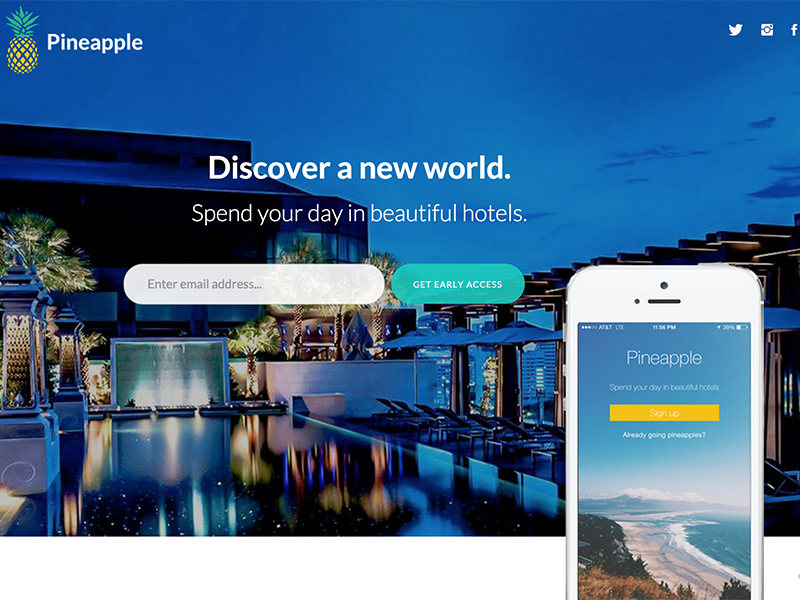 Pineapple
Discover a new world.
Spend your day in beautiful hotels.
Enter email address...
GET EARLY ACCESS
AT&T LTE 11:56 PM 39%
Pineapple
Spend your day in beautiful hotels
Sign up
Already going pineapples?